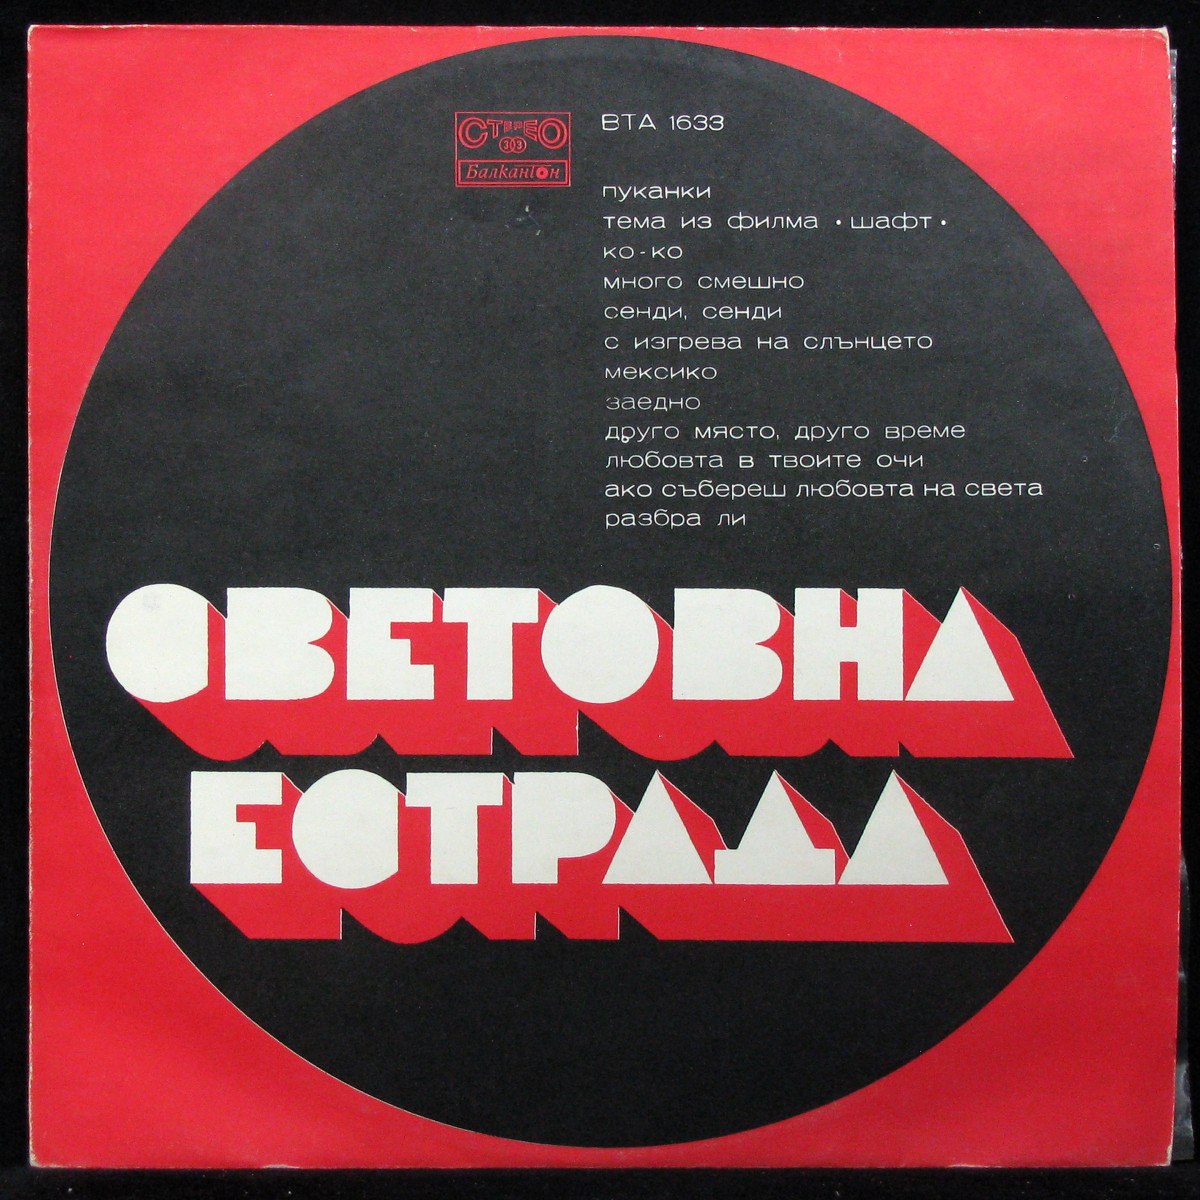 Стерео
33
Балкантон
ВТА 1633
пуканки
тема из филма • шафт •
ко-ко
много смешно
сенди, сенди
с изгрева на слънцето
мексико
заедно
друго място, друго време
любовта в твоите очи
ако събереш любовта на света
разбра ли
СВЕТОВНА
ЕСТРАДА